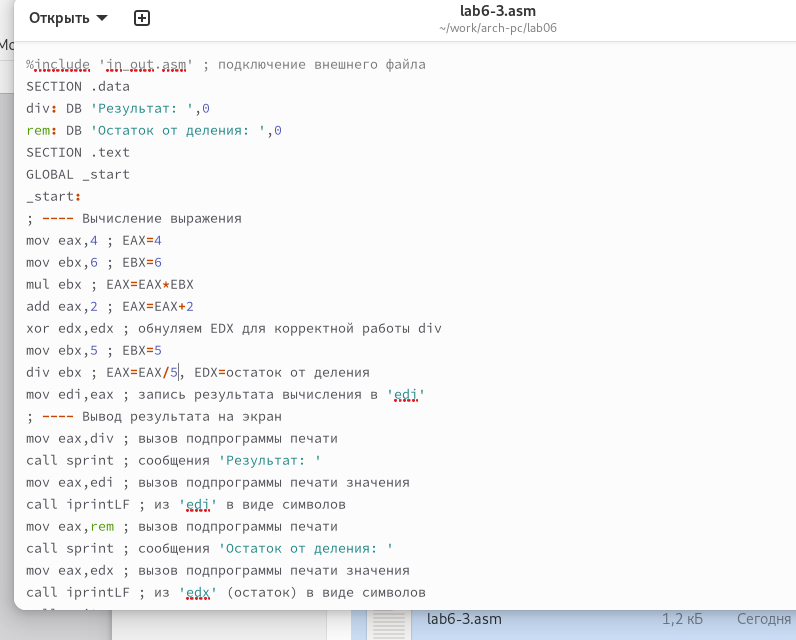 Открыть
lab6-3.asm
~/work/arch-pc/lab06
%include 'in_out.asm' ; подключение внешнего файла
SECTION .data
div: DB 'Результат: ',0
rem: DB 'Остаток от деления: ',0
SECTION .text
GLOBAL _start
_start:
; ---- Вычисление выражения
mov eax,4 ; EAX=4
mov ebx,6 ; EBX=6
mul ebx ; EAX=EAX*EBX
add eax,2 ; EAX=EAX+2
xor edx,edx ; обнуляем EDX для корректной работы div
mov ebx,5 ; EBX=5
div ebx ; EAX=EAX/5, EDX=остаток от деления
mov edi,eax ; запись результата вычисления в 'edi'
; ---- Вывод результата на экран
mov eax,div ; вызов подпрограммы печати
call sprint ; сообщения 'Результат: '
mov eax,edi ; вызов подпрограммы печати значения
call iprintLF ; из 'edi' в виде символов
mov eax,rem ; вызов подпрограммы печати
call sprint ; сообщения 'Остаток от деления: '
mov eax,edx ; вызов подпрограммы печати значения
call iprintLF ; из 'edx' (остаток) в виде символов
lab6-3.asm 1,2 кБ Сегодня